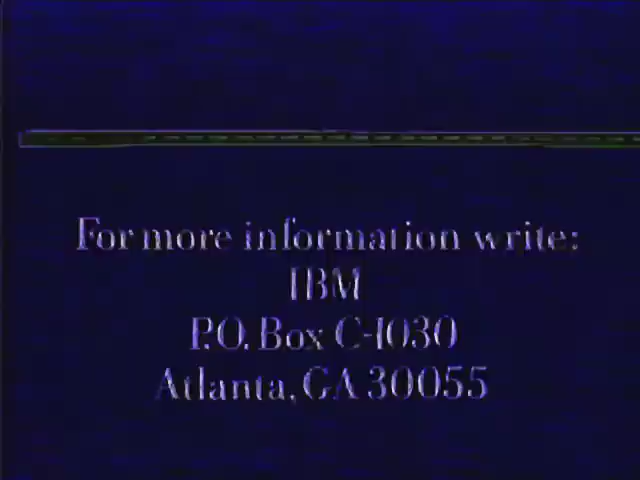 For more information write:
IBM
P.O. Box C-1030
Atlanta, GA 30055